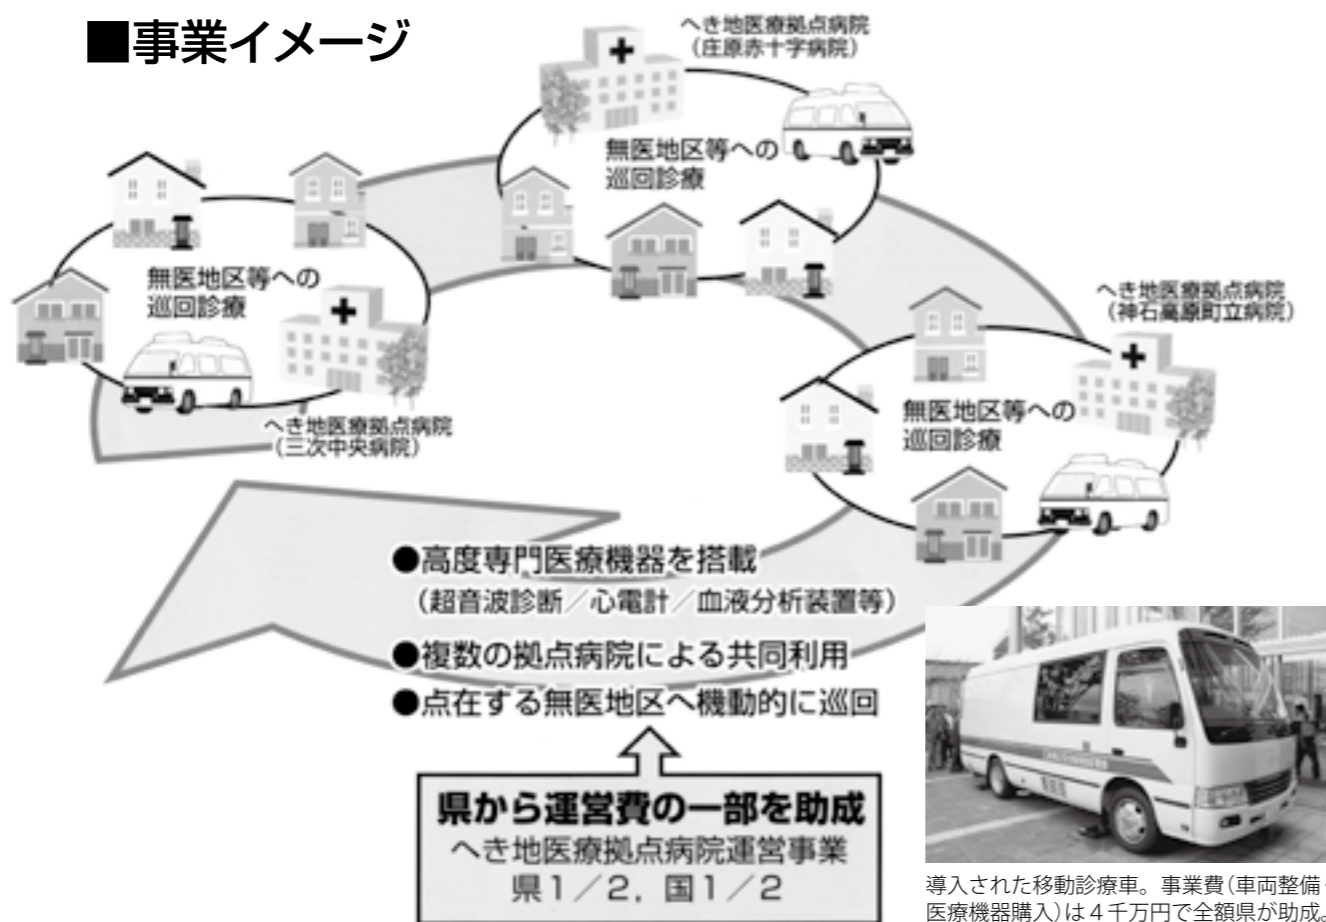 ■事業イメージ
へき地医療拠点病院
（庄原赤十字病院）
無医地区等への
巡回診療
無医地区等への
巡回診療
へき地医療拠点病院
（三次中央病院）
へき地医療拠点病院
（神石高原町立病院）
無医地区等への
巡回診療
●高度専門医療機器を搭載
（超音波診断／心電計／血液分析装置等）
●複数の拠点病院による共同利用
●点在する無医地区へ機動的に巡回
県から運営費の一部を助成
へき地医療拠点病院運営事業
県１／２，国１／２
導入された移動診療車。事業費（車両整備・
医療機器購入）は４千万円で全額県が助成。